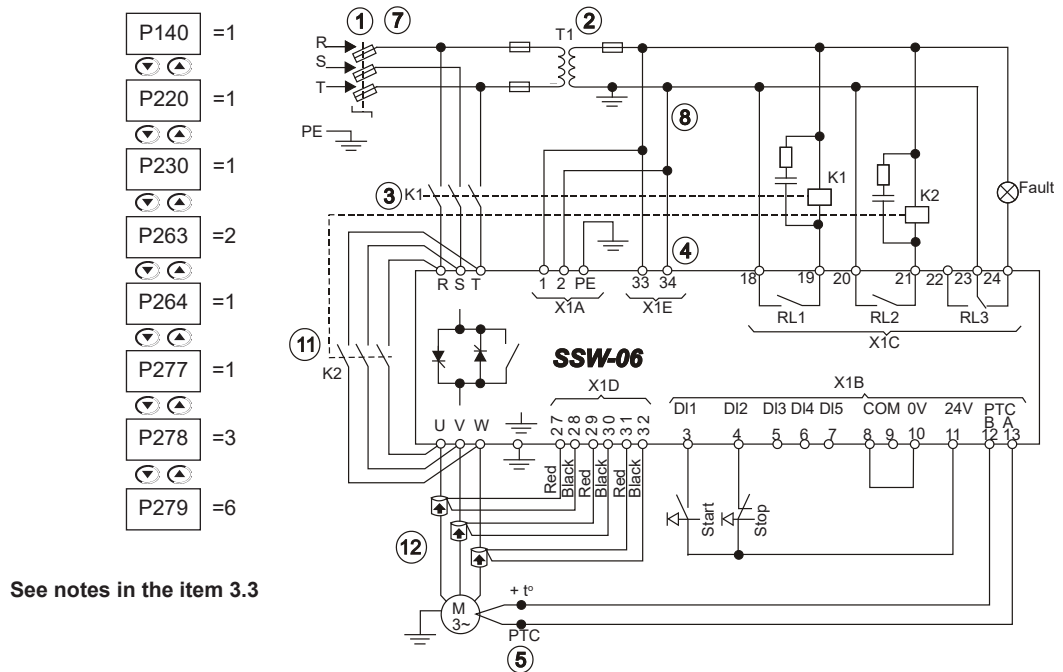 P140 =1
P220 =1
P230 =1
P263 =2
P264 =1
P277 =1
P278 =3
P279 =6
See notes in the item 3.3
1 7 2
T1
R
S
T
PE
8
3 K1
K1
K2
Fault
4
R S T
1 2 PE 33 34 18 19 20 21 22 23 24
X1A X1E
RL1 RL2 RL3
X1C
11
K2
SSW-06
X1D X1B
DI1 DI2 DI3 DI4 DI5 COM 0V 24V PTC
B A
U V W
27 28 29 30 31 32
3 4 5 6 7 8 9 10 11 12 13
Red Black Red Black Red Black
Start Stop
12
+ tº
M
3~
PTC
5